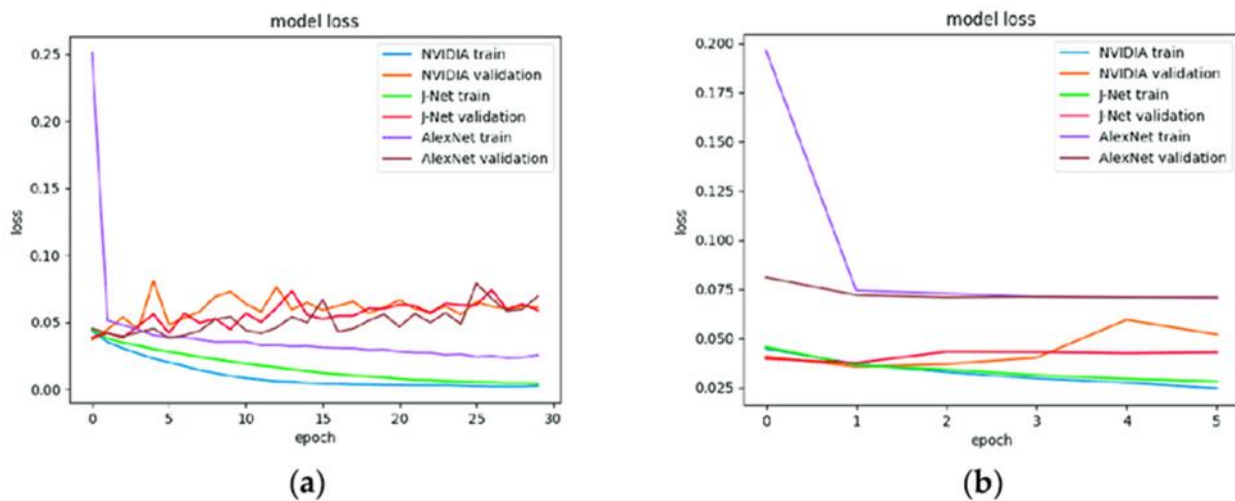 model loss
0.25
0.20
0.15
0.10
0.05
0.00
loss
NVIDIA train
NVIDIA validation
J-Net train
J-Net validation
AlexNet train
AlexNet validation
0 5 10 15 20 25 30
epoch
(a)
model loss
0.200
0.175
0.150
0.125
0.100
0.075
0.050
0.025
loss
NVIDIA train
NVIDIA validation
J-Net train
J-Net validation
AlexNet train
AlexNet validation
0 1 2 3 4 5
epoch
(b)